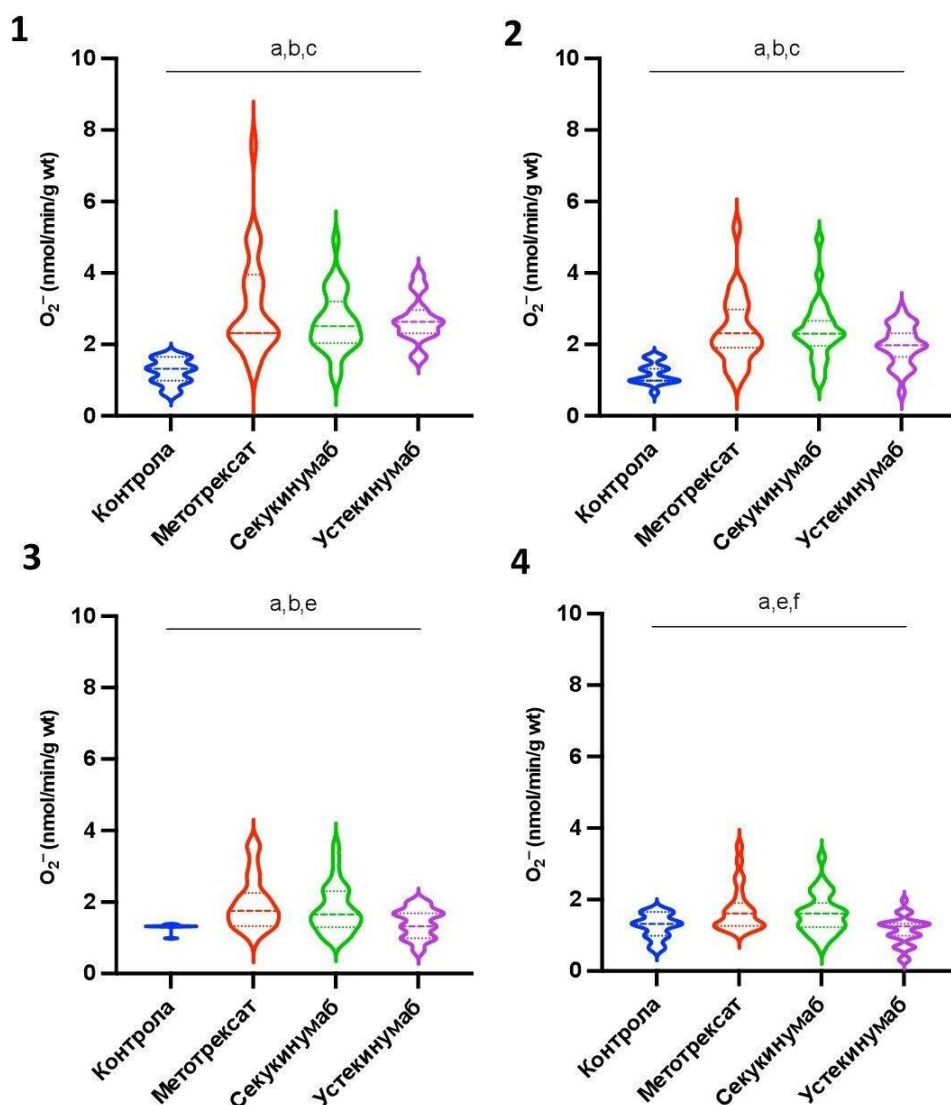 1
a,b,c
10
8
6
4
2
0
O₂⁻ (nmol/min/g wt)
Контрола
Метотрексат
Секукинумаб
Устекинумаб
2
a,b,c
10
8
6
4
2
0
O₂⁻ (nmol/min/g wt)
Контрола
Метотрексат
Секукинумаб
Устекинумаб
3
a,b,e
10
8
6
4
2
0
O₂⁻ (nmol/min/g wt)
Контрола
Метотрексат
Секукинумаб
Устекинумаб
4
a,e,f
10
8
6
4
2
0
O₂⁻ (nmol/min/g wt)
Контрола
Метотрексат
Секукинумаб
Устекинумаб